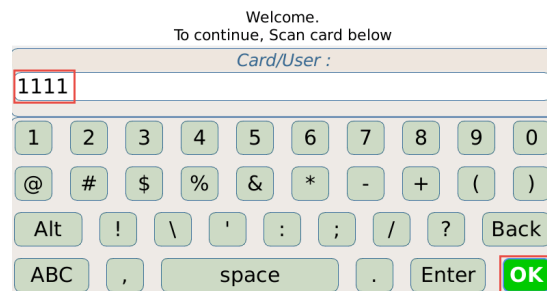 Welcome.
To continue, Scan card below
Card/User :
1111
1 2 3 4 5 6 7 8 9 0
@ # $ % & * - + ( )
Alt ! \ ' : ; / ? Back
ABC , space . Enter OK